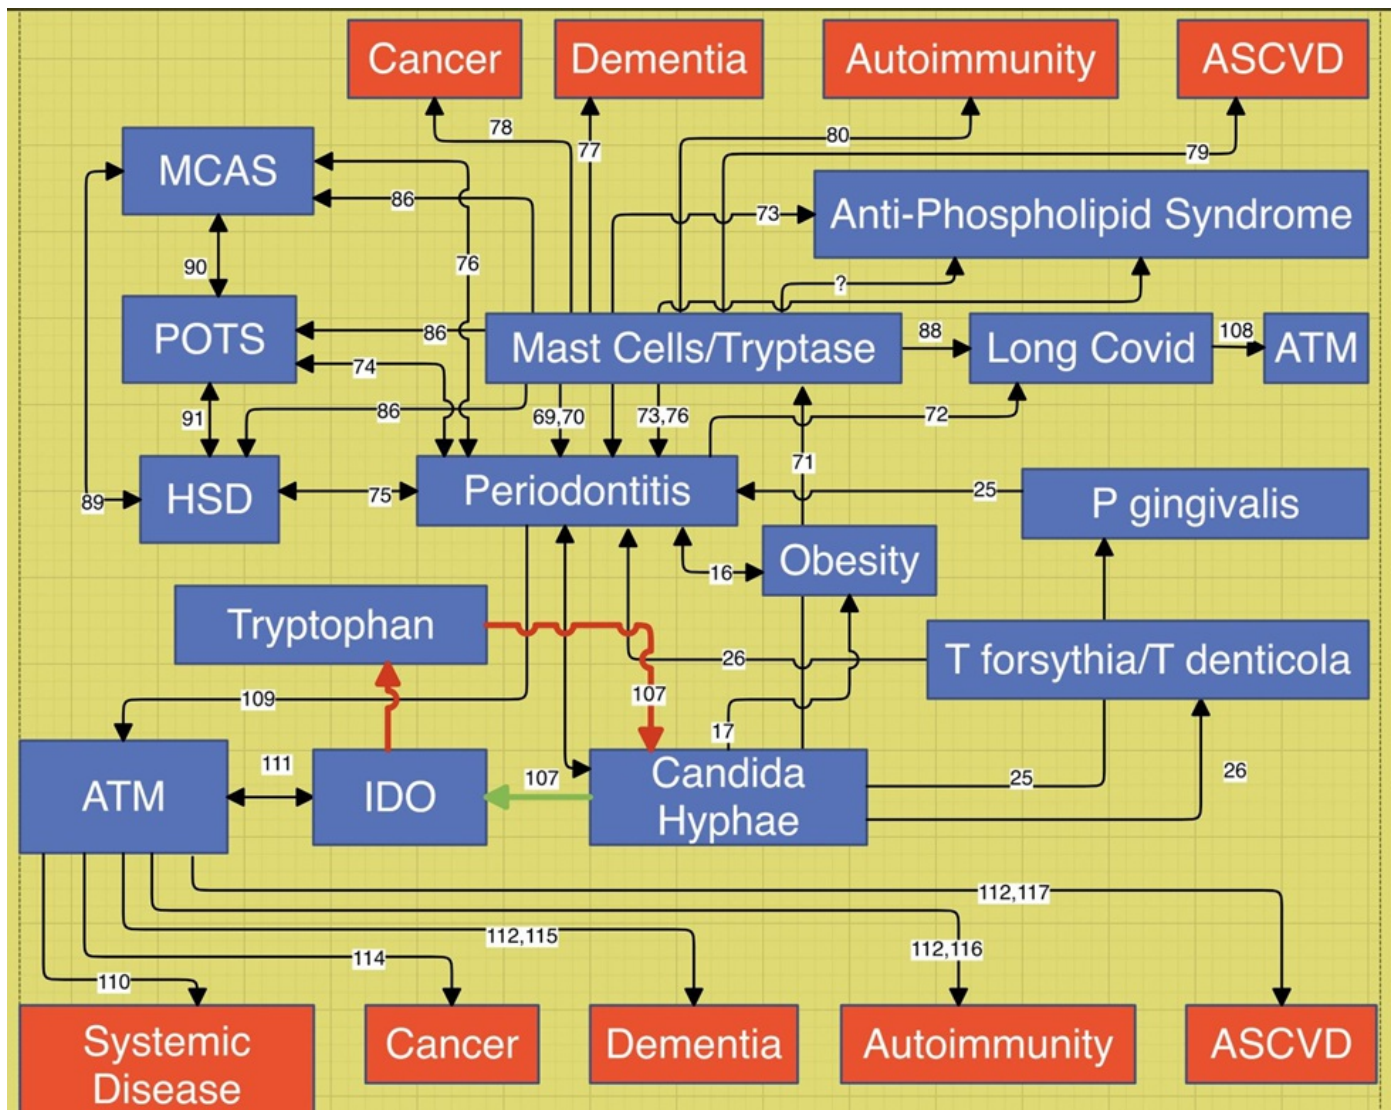 Cancer
Dementia
Autoimmunity
ASCVD
78
77
80
79
MCAS
86
73
Anti-Phospholipid Syndrome
90
76
?
POTS
86
74
Mast Cells/Tryptase
88
Long Covid
108
ATM
91
86
69,70
73,76
72
71
HSD
89
75
Periodontitis
25
P gingivalis
16
Obesity
Tryptophan
26
T forsythia/T denticola
109
107
17
ATM
111
IDO
107
Candida
Hyphae
25
26
112,117
112,115
112,116
114
110
Systemic
Disease
Cancer
Dementia
Autoimmunity
ASCVD